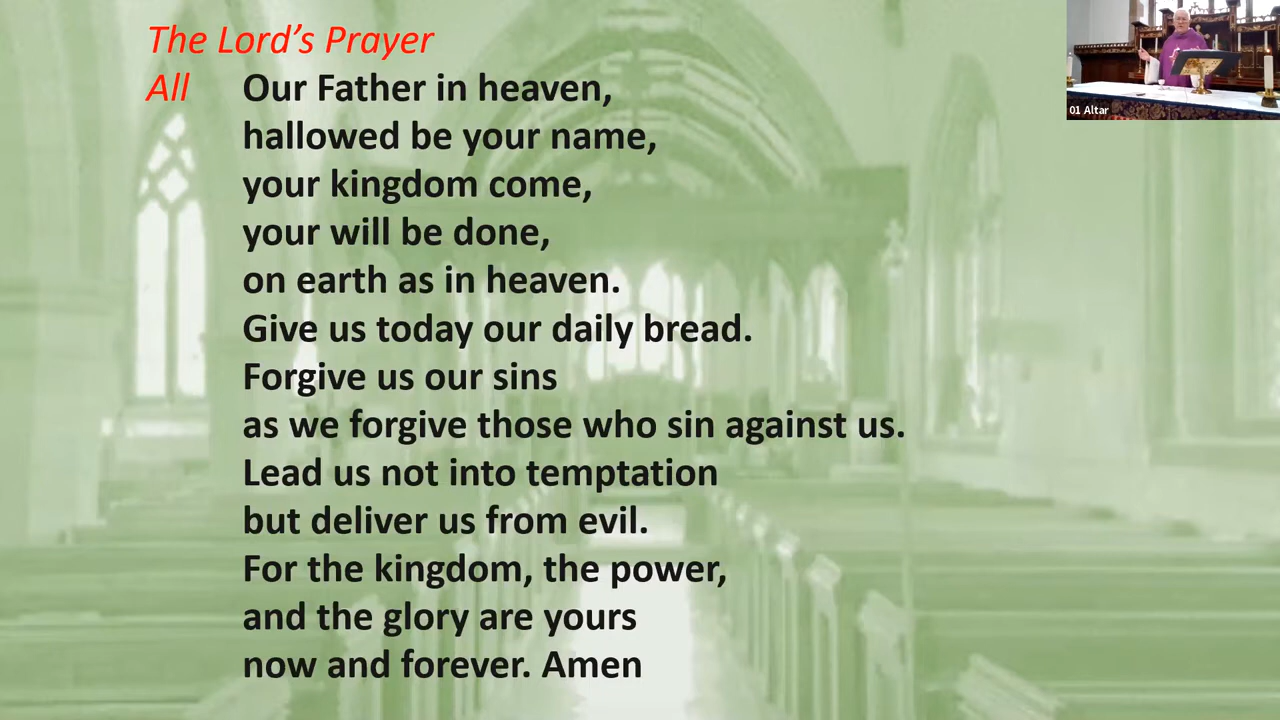 The Lord's Prayer
All Our Father in heaven,
hallowed be your name,
your kingdom come,
your will be done,
on earth as in heaven.
Give us today our daily bread.
Forgive us our sins
as we forgive those who sin against us.
Lead us not into temptation
but deliver us from evil.
For the kingdom, the power,
and the glory are yours
now and forever. Amen
01 Altar